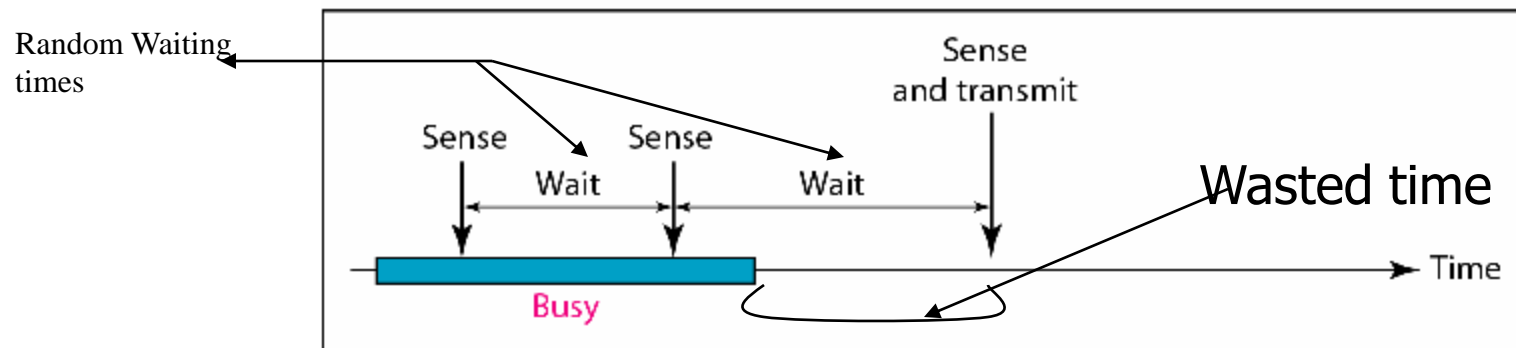 Random Waiting
times
Sense
and transmit
Sense
Sense
Wait
Wait
Wasted time
Time
Busy